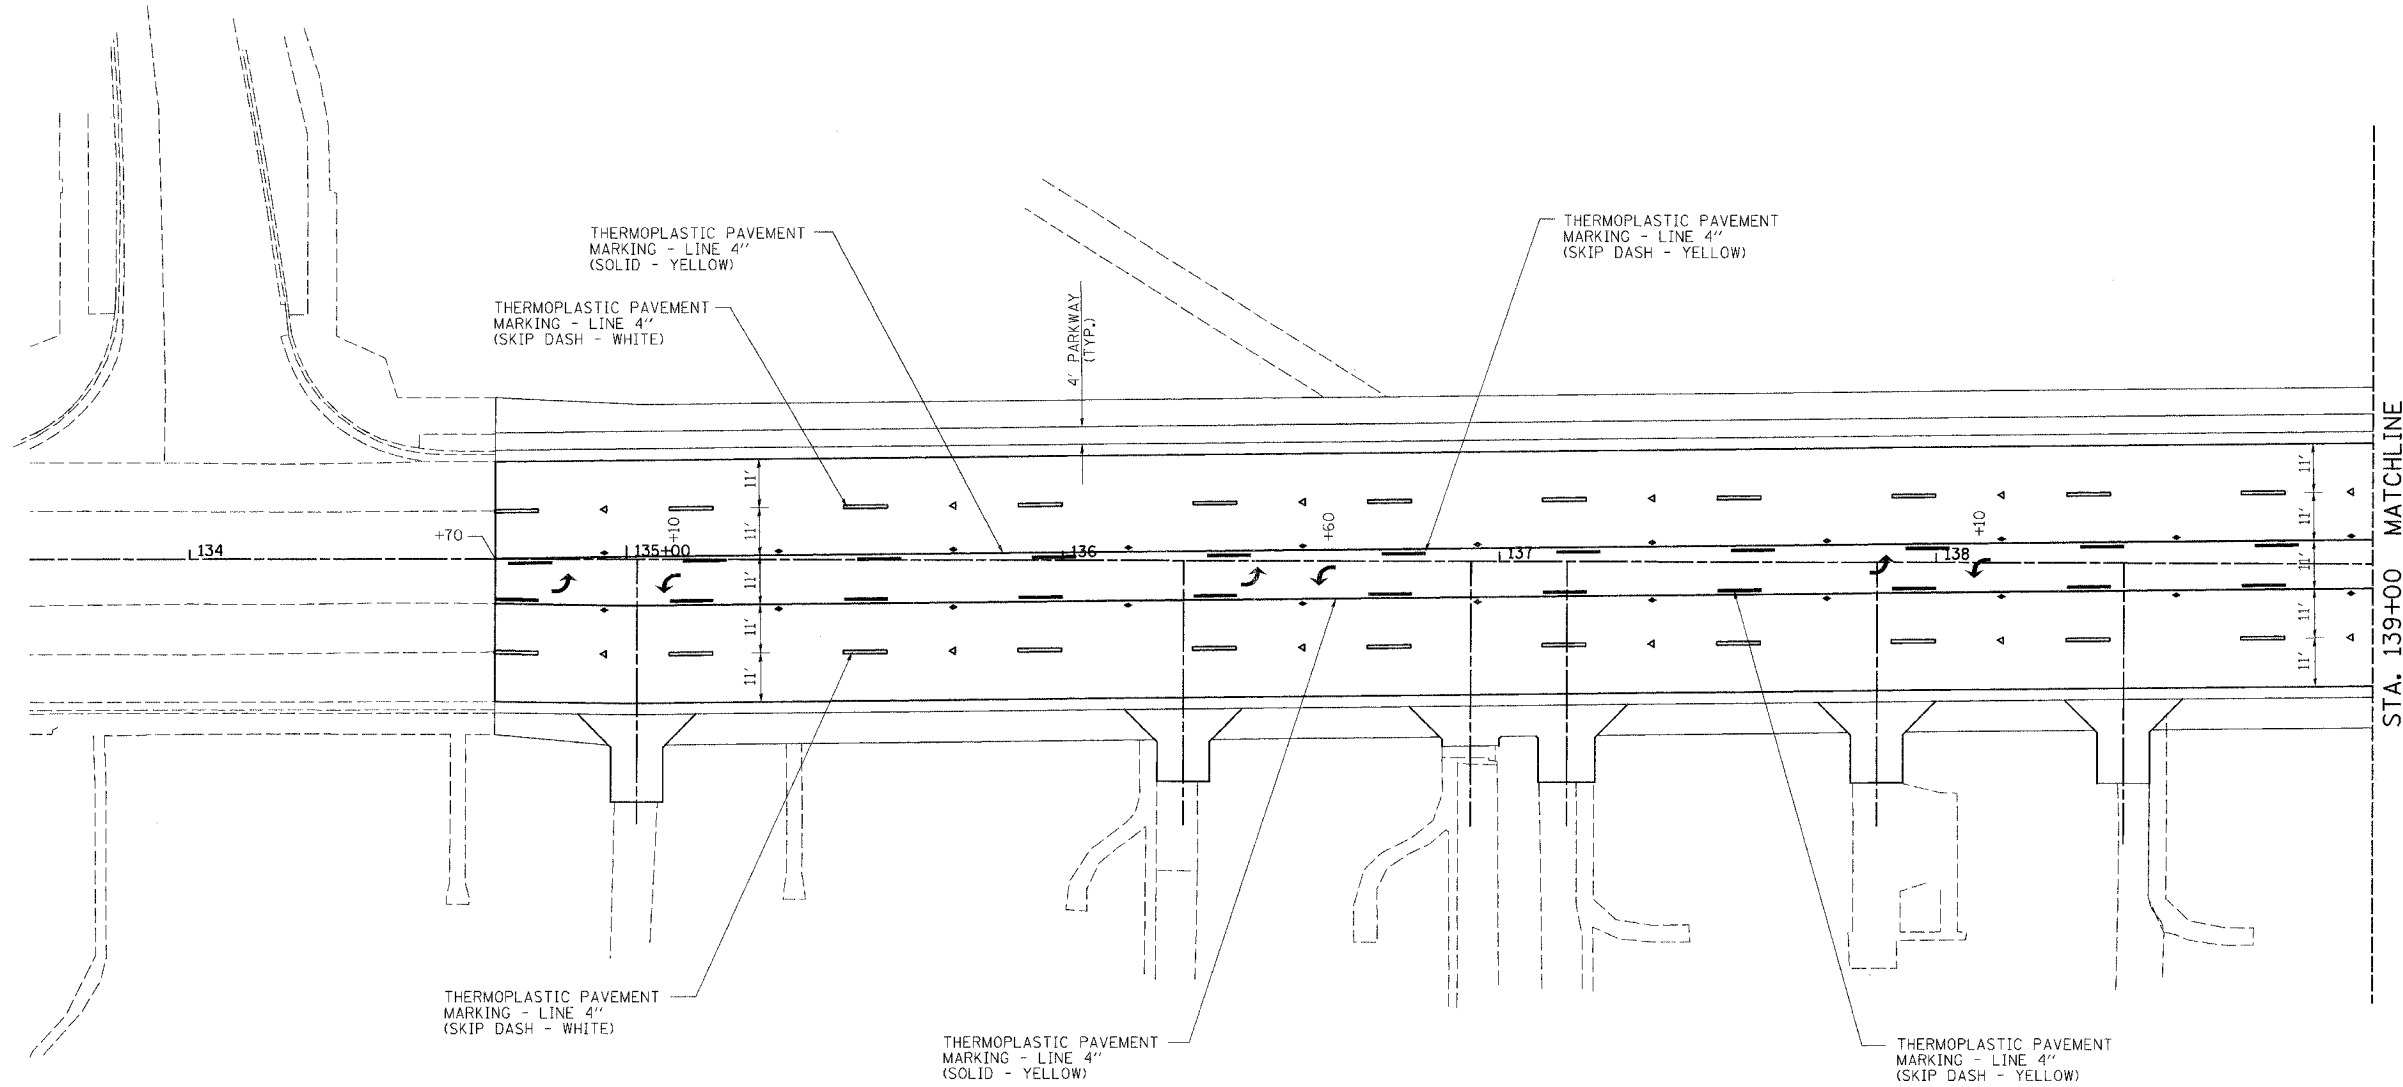 THERMOPLASTIC PAVEMENT
MARKING - LINE 4"
(SOLID - YELLOW)
THERMOPLASTIC PAVEMENT
MARKING - LINE 4"
(SKIP DASH - YELLOW)
THERMOPLASTIC PAVEMENT
MARKING - LINE 4"
(SKIP DASH - WHITE)
4' PARKWAY
(TYP.)
11'
11'
11'
11'
11'
11'
11'
11'
11'
11'
+70
134
135+00
+10
136
+60
137
+10
138
STA. 139+00 MATCHLINE
THERMOPLASTIC PAVEMENT
MARKING - LINE 4"
(SKIP DASH - WHITE)
THERMOPLASTIC PAVEMENT
MARKING - LINE 4"
(SOLID - YELLOW)
THERMOPLASTIC PAVEMENT
MARKING - LINE 4"
(SKIP DASH - YELLOW)